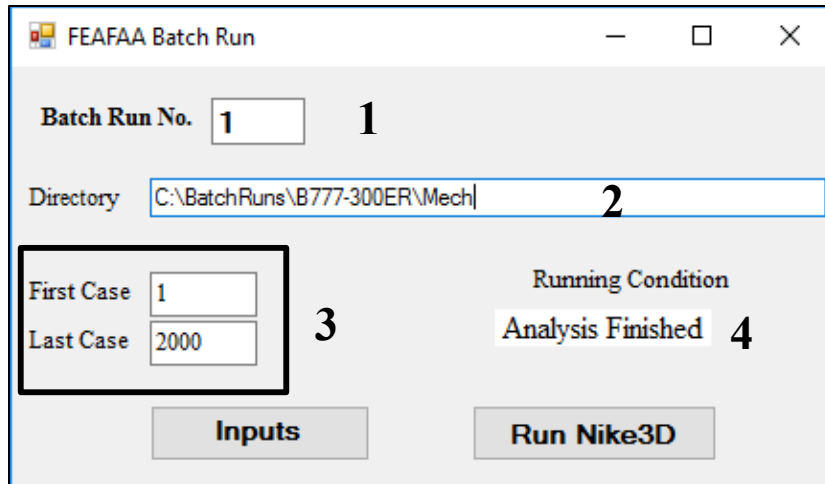 FEAFAA Batch Run
Batch Run No. 1 1
Directory C:\BatchRuns\B777-300ER\Mech 2
First Case 1
Last Case 2000
3
Running Condition
Analysis Finished 4
Inputs Run Nike3D